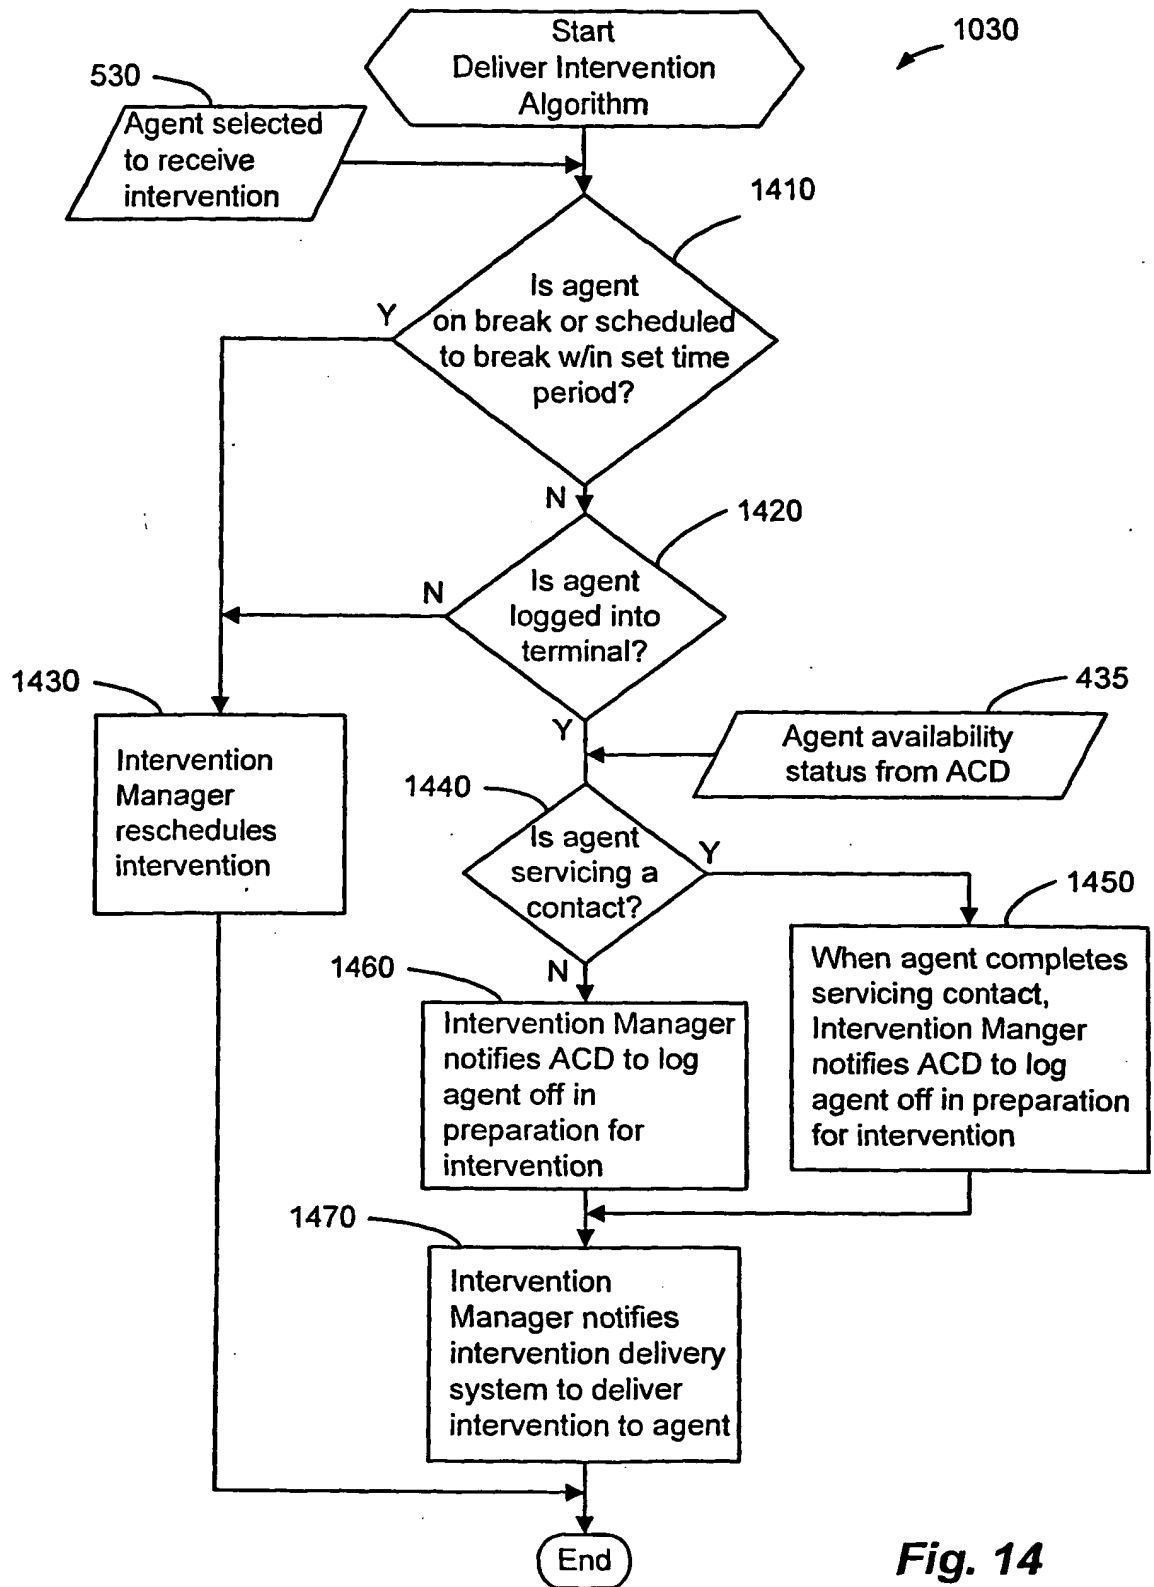 Start
Deliver Intervention
Algorithm
1030
530
Agent selected
to receive
intervention
1410
Is agent
on break or scheduled
to break w/in set time
period?
Y
N
1420
Is agent
logged into
terminal?
N
Y
1430
Intervention
Manager
reschedules
intervention
435
Agent availability
status from ACD
1440
Is agent
servicing a
contact?
Y
N
1450
When agent completes
servicing contact,
Intervention Manger
notifies ACD to log
agent off in preparation
for intervention
1460
Intervention Manager
notifies ACD to log
agent off in
preparation for
intervention
1470
Intervention
Manager notifies
intervention delivery
system to deliver
intervention to agent
End
Fig. 14